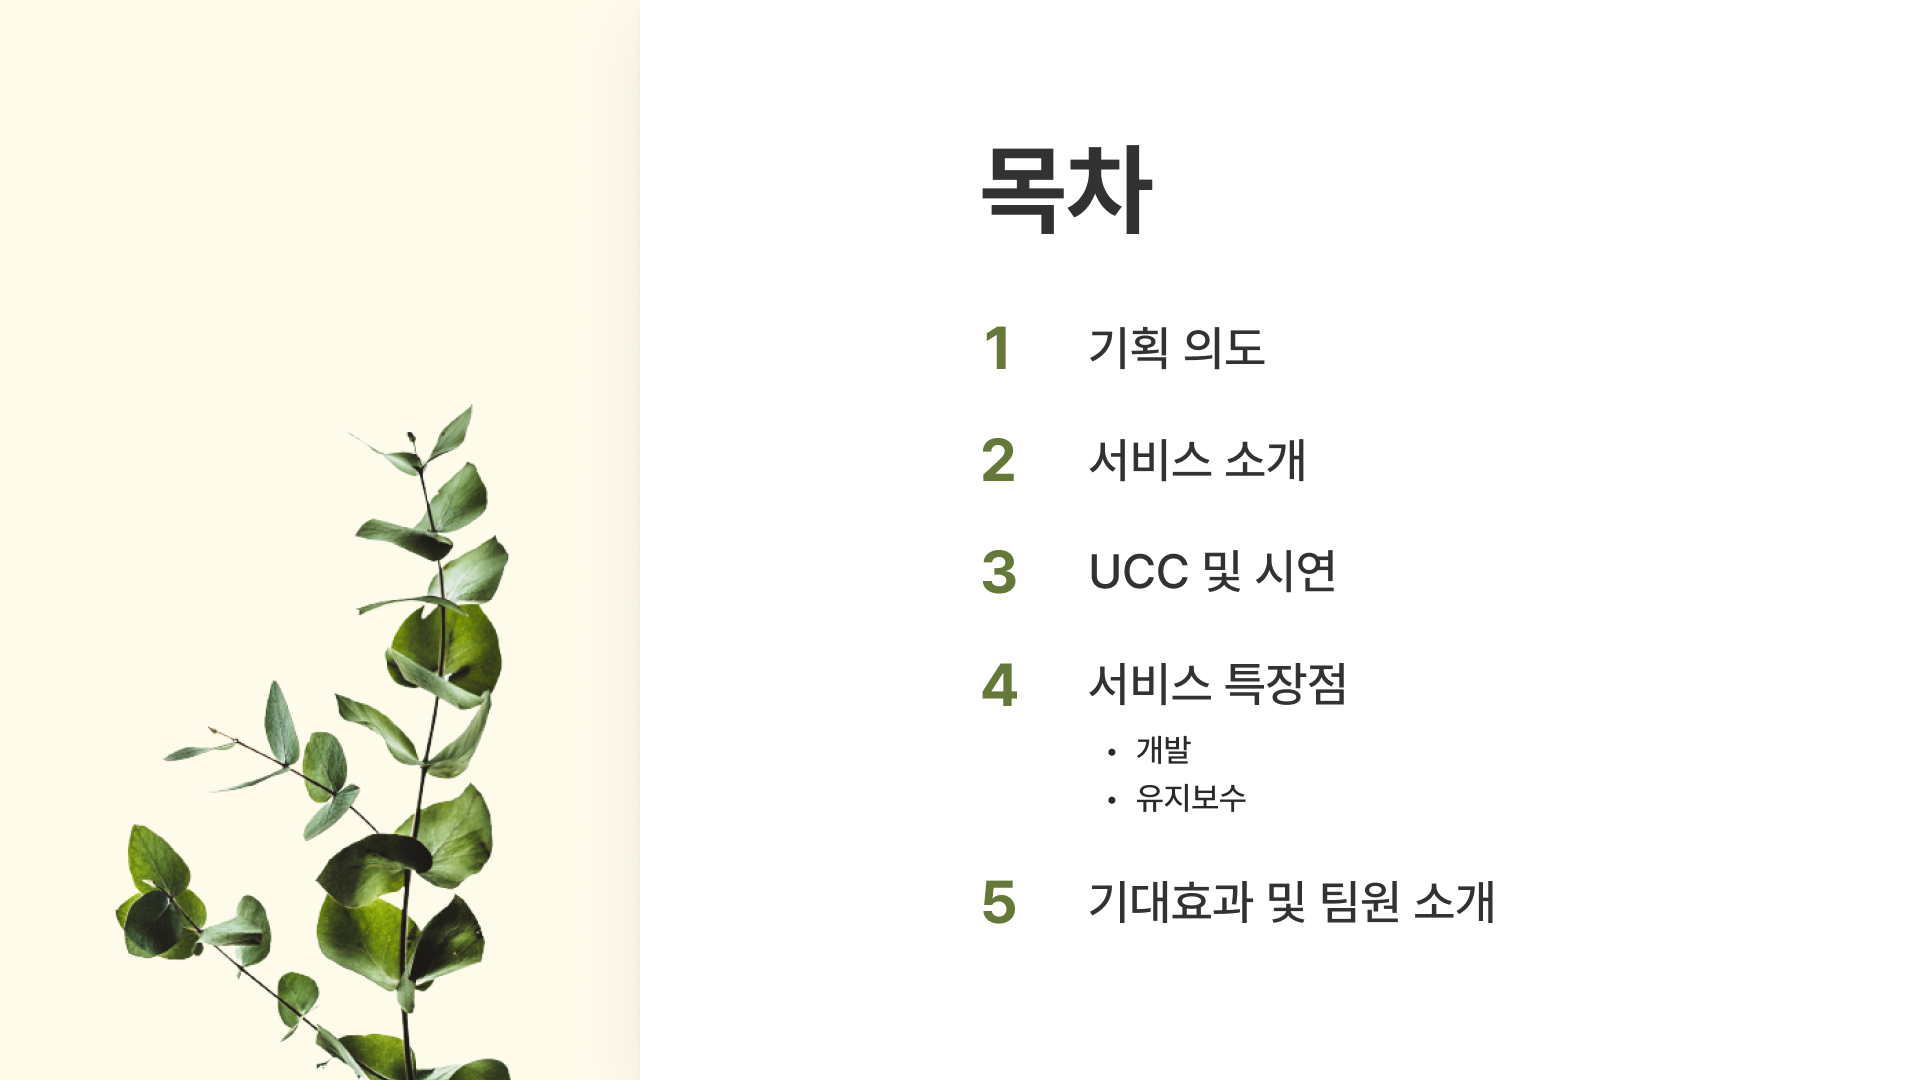 목차
1 기획 의도
2 서비스 소개
3 UCC 및 시연
4 서비스 특장점
• 개발
• 유지보수
5 기대효과 및 팀원 소개